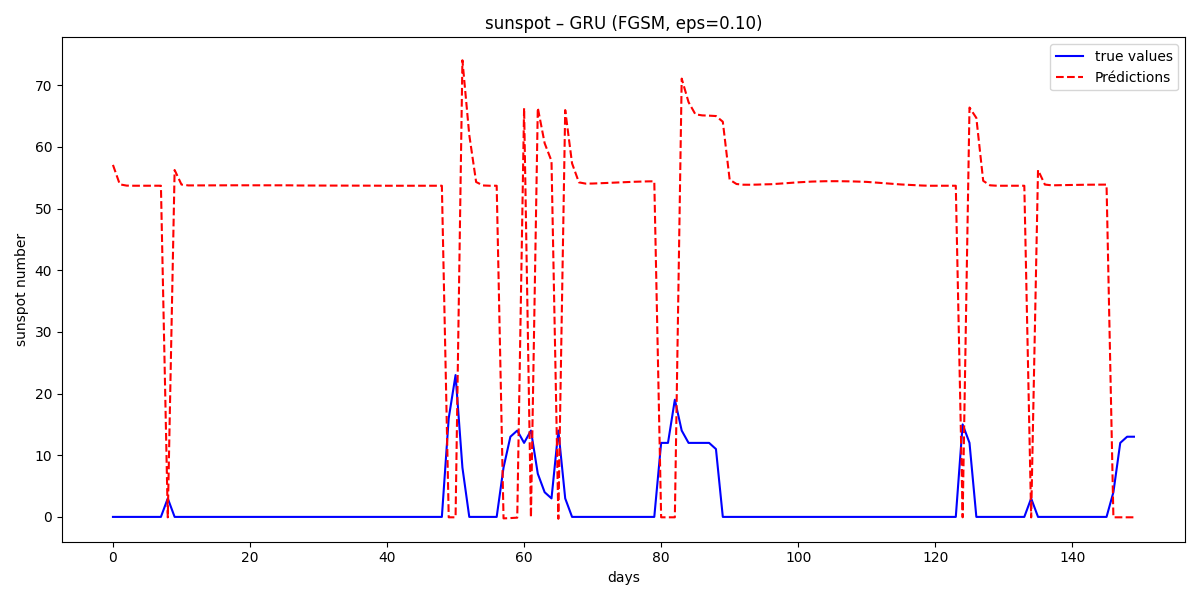 sunspot – GRU (FGSM, eps=0.10)
true values
Prédictions
sunspot number
70
60
50
40
30
20
10
0
0 20 40 60 80 100 120 140
days